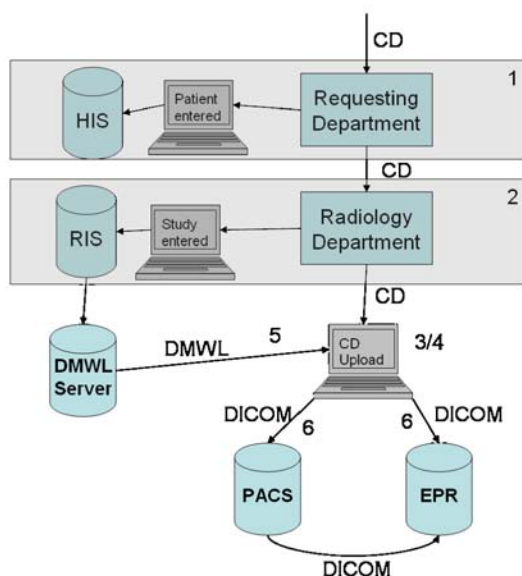 CD
1
HIS
Patient
entered
Requesting
Department
CD
2
RIS
Study
entered
Radiology
Department
CD
DMWL
Server
DMWL
5
CD
Upload
3/4
DICOM
6
6
DICOM
PACS
EPR
DICOM